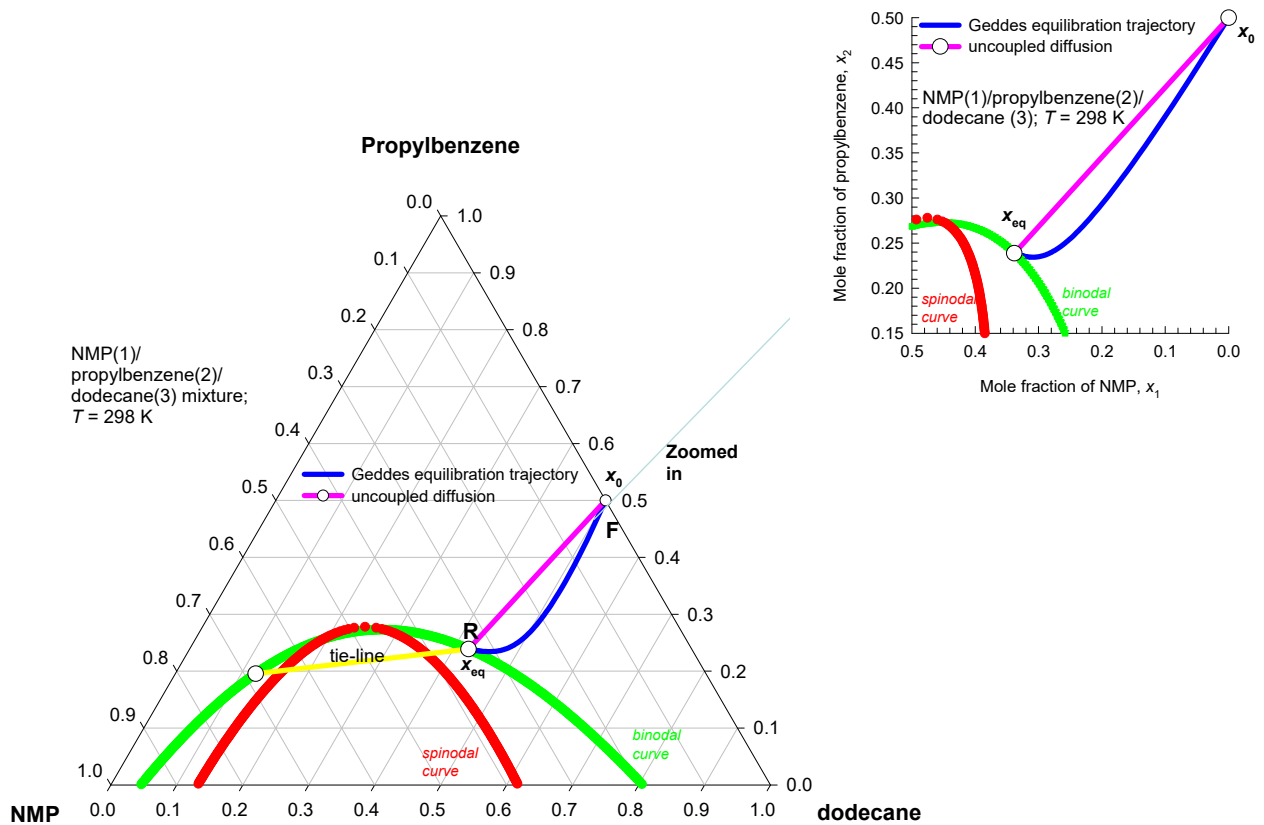 Propylbenzene
NMP(1)/
propylbenzene(2)/
dodecane(3) mixture;
T = 298 K
Geddes equilibration trajectory
uncoupled diffusion
Zoomed
in
x0
F
R
xeq
tie-line
spinodal
curve
binodal
curve
0.0
0.1
0.2
0.3
0.4
0.5
0.6
0.7
0.8
0.9
1.0
1.0
0.9
0.8
0.7
0.6
0.5
0.4
0.3
0.2
0.1
0.0
0.0 0.1 0.2 0.3 0.4 0.5 0.6 0.7 0.8 0.9 1.0
NMP
dodecane
Geddes equilibration trajectory
uncoupled diffusion
NMP(1)/propylbenzene(2)/
dodecane (3); T = 298 K
x0
xeq
spinodal
curve
binodal
curve
Mole fraction of propylbenzene, x2
0.50
0.45
0.40
0.35
0.30
0.25
0.20
0.15
0.5 0.4 0.3 0.2 0.1 0.0
Mole fraction of NMP, x1